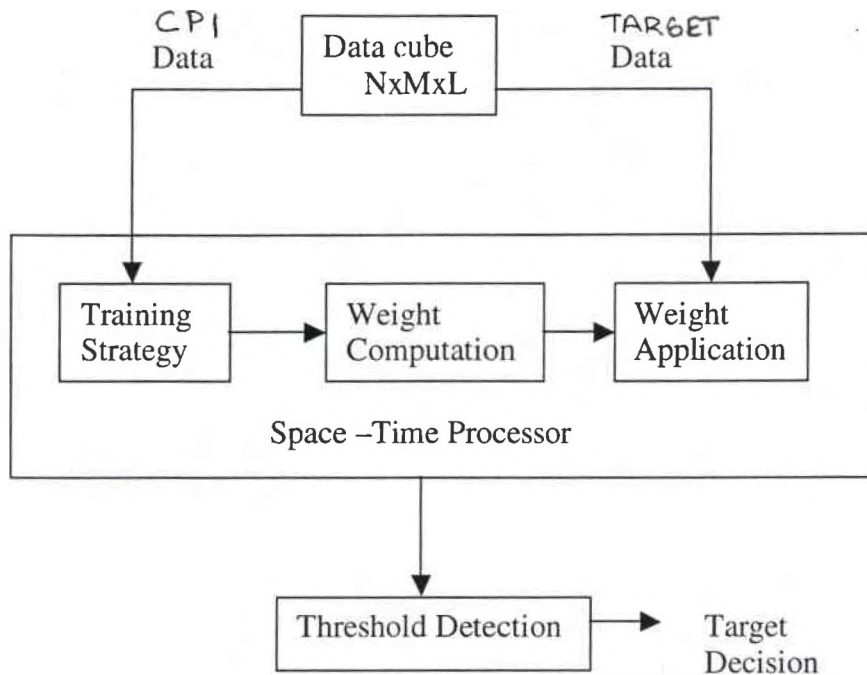 CPI
Data
Data cube
NxMxL
TARGET
Data
Training
Strategy
Weight
Computation
Weight
Application
Space –Time Processor
Threshold Detection
Target
Decision